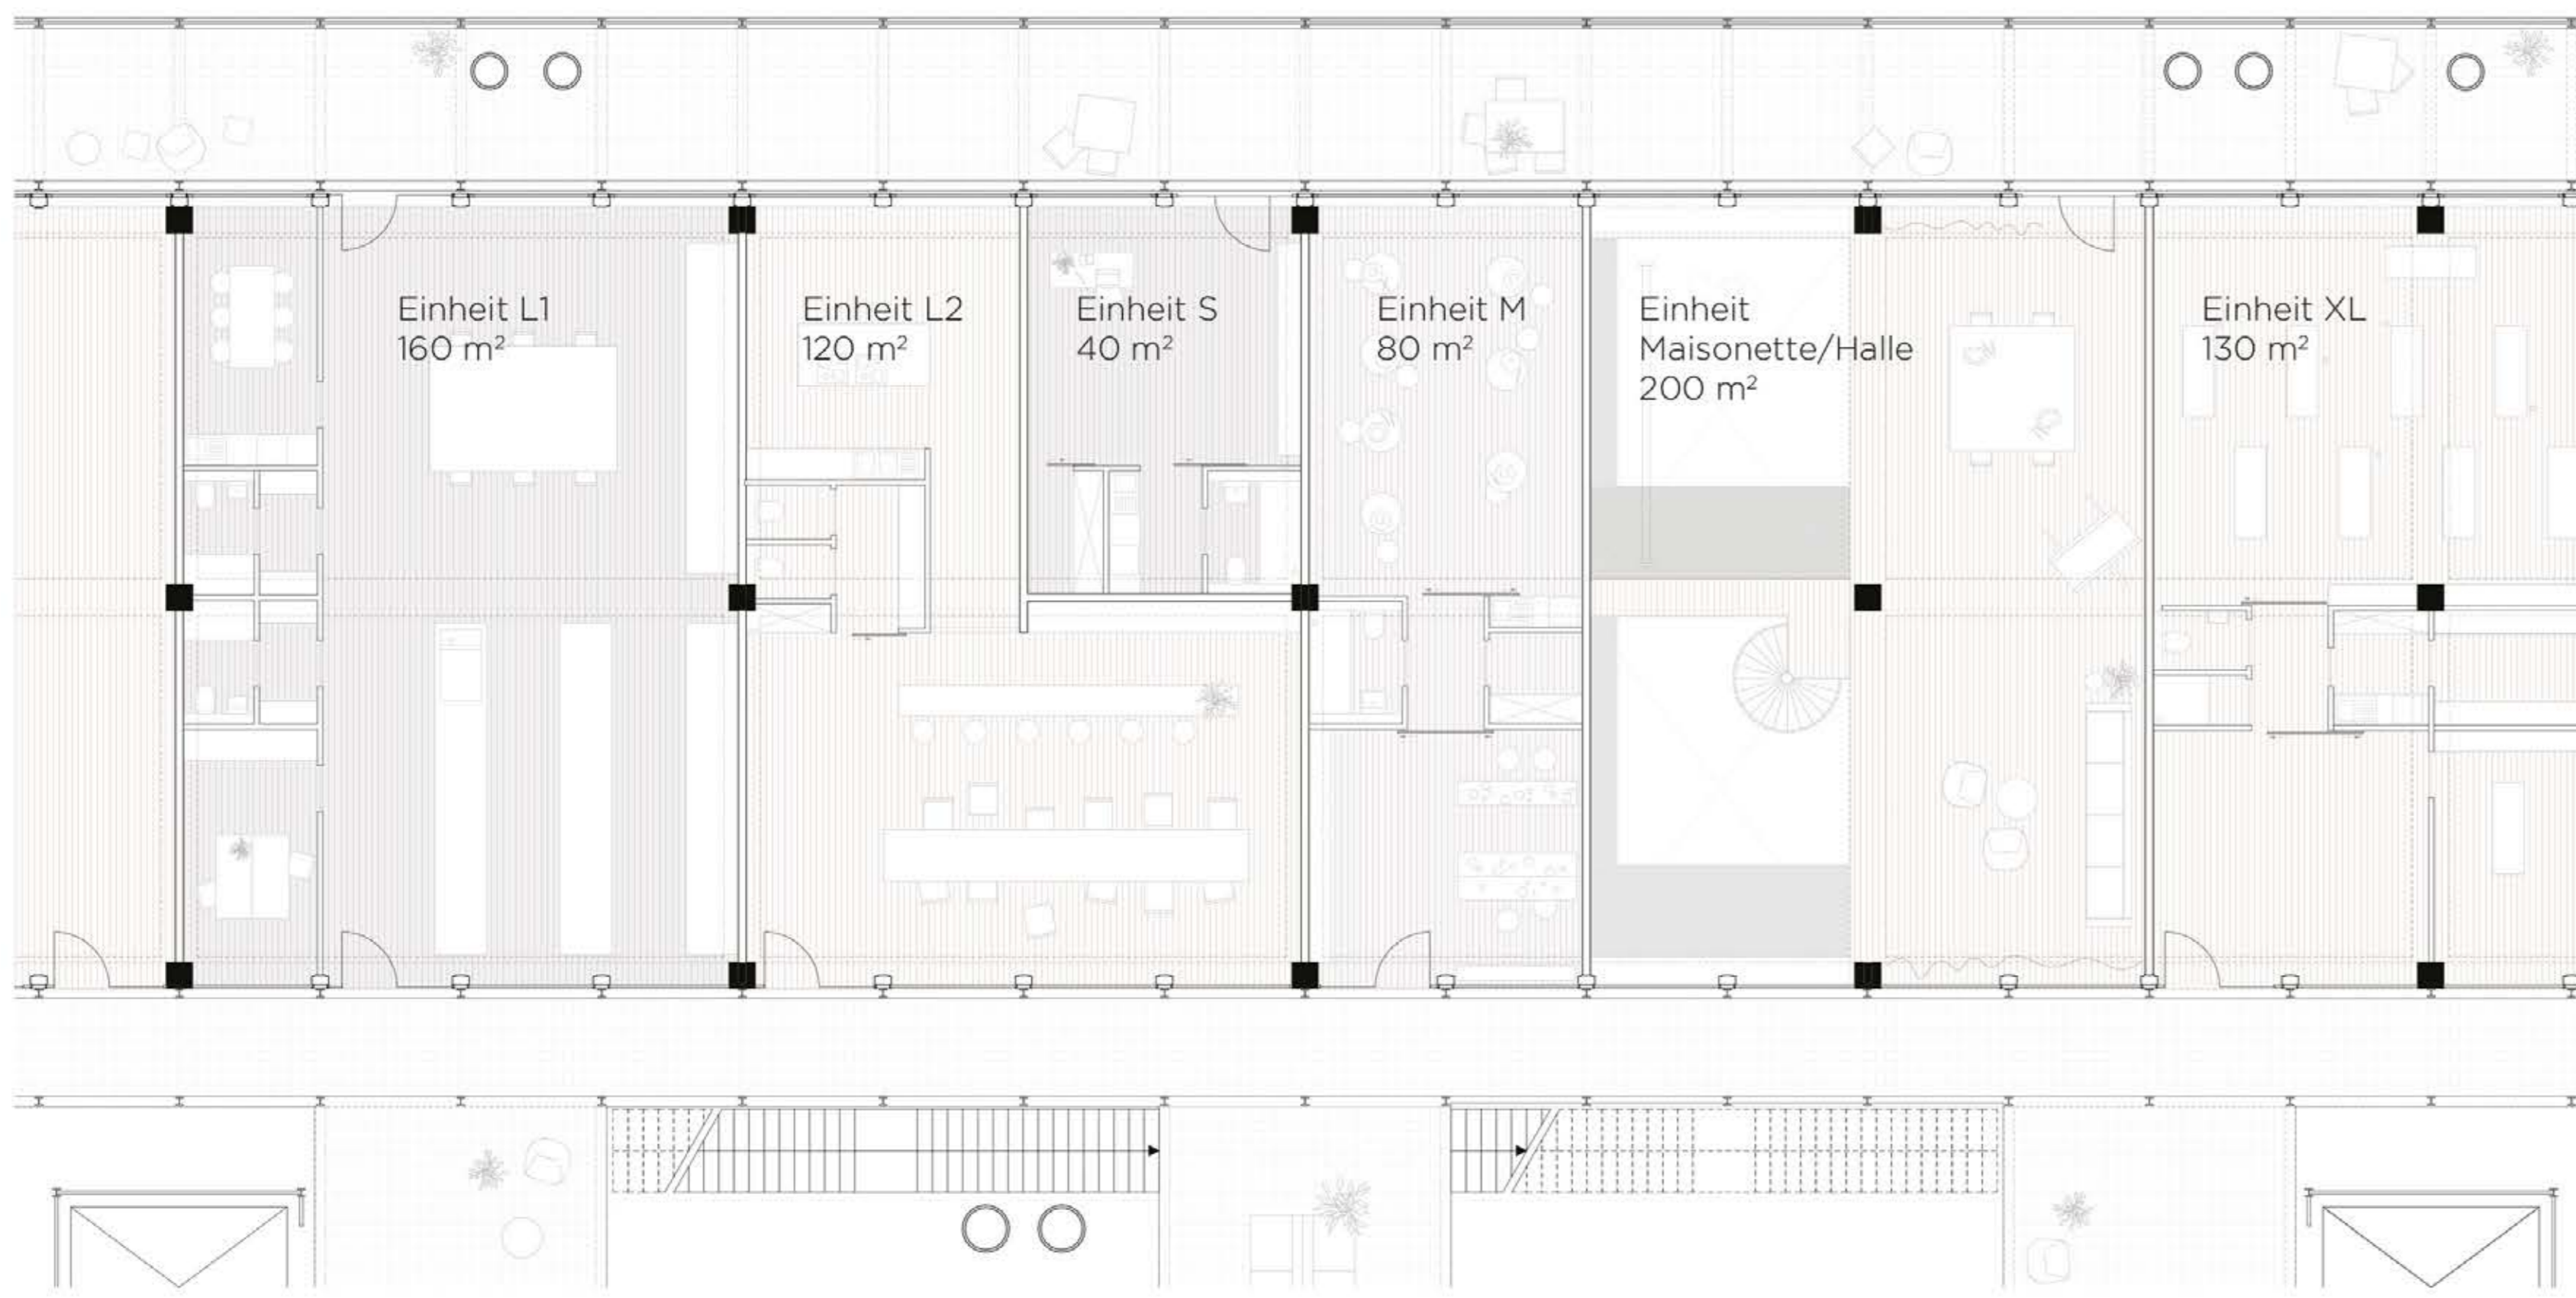 Einheit L1
160 m²
Einheit L2
120 m²
Einheit S
40 m²
Einheit M
80 m²
Einheit
Maisonette/Halle
200 m²
Einheit XL
130 m²